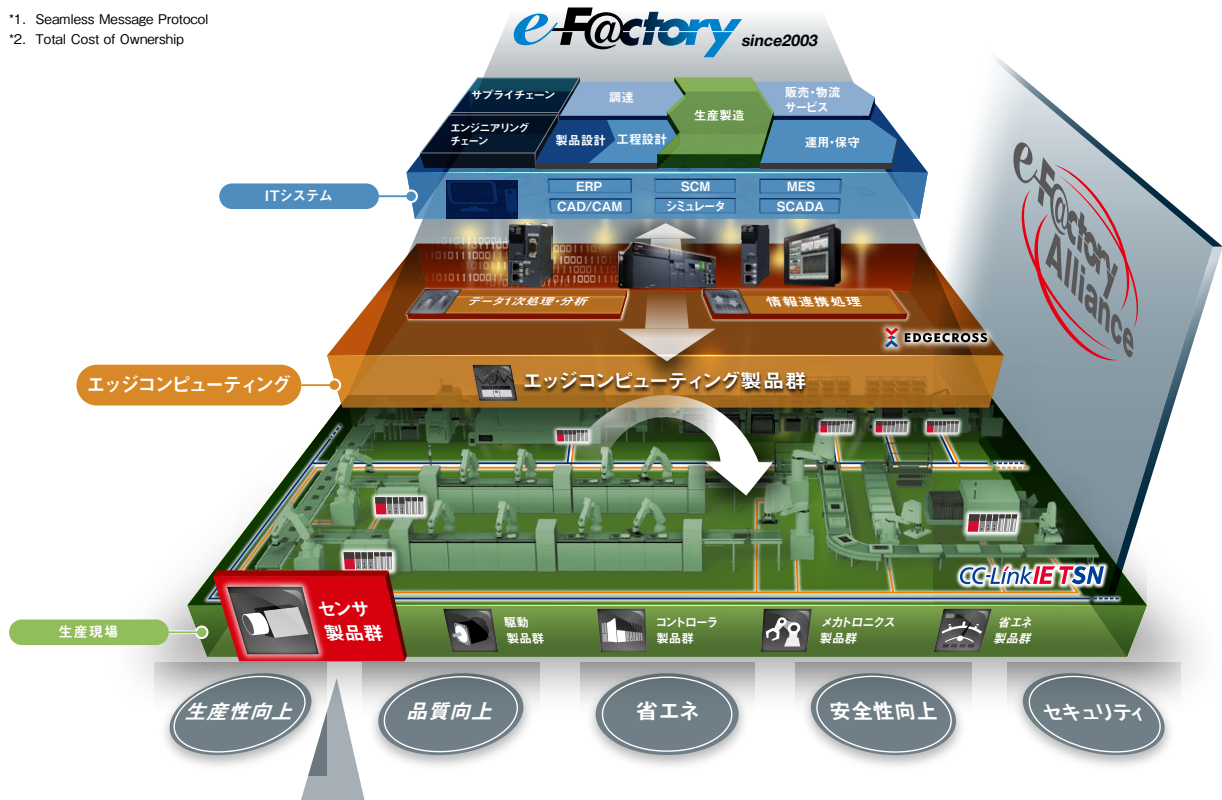 *1. Seamless Message Protocol
*2. Total Cost of Ownership
e-F@ctory since2003
サプライチェーン
調達
生産製造
販売・物流
サービス
エンジニアリング
チェーン
製品設計
工程設計
運用・保守
ITシステム
ERP
SCM
MES
CAD/CAM
シミュレータ
SCADA
e-F@ctory
Alliance
データ1次処理・分析
情報連携処理
EDGECROSS
エッジコンピューティング
エッジコンピューティング製品群
CC-Link IE TSN
生産現場
センサ
製品群
駆動
製品群
コントローラ
製品群
メカトロニクス
製品群
省エネ
製品群
生産性向上
品質向上
省エネ
安全性向上
セキュリティ